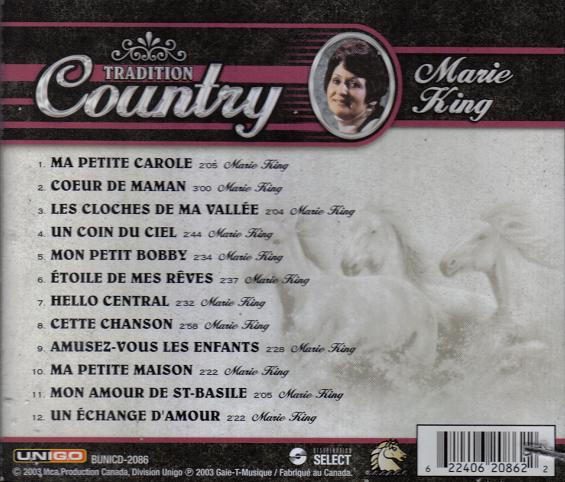 TRADITION
Country
Marie
King
1. MA PETITE CAROLE 2:05 Marie King
2. COEUR DE MAMAN 3:00 Marie King
3. LES CLOCHES DE MA VALLÉE 2:04 Marie King
4. UN COIN DU CIEL 2:44 Marie King
5. MON PETIT BOBBY 2:34 Marie King
6. ÉTOILE DE MES RÊVES 2:37 Marie King
7. HELLO CENTRAL 2:32 Marie King
8. CETTE CHANSON 2:58 Marie King
9. AMUSEZ-VOUS LES ENFANTS 2:28 Marie King
10. MA PETITE MAISON 2:22 Marie King
11. MON AMOUR DE ST-BASILE 2:05 Marie King
12. UN ÉCHANGE D'AMOUR 2:22 Marie King
UNIGO BUNICD-2086
DISTRIBUTION
SELECT
© 2003 Mca.Production Canada, Division Unigo ℗ 2003 Gaie-T-Musique / Fabriqué au Canada.
6 22406 20862 2